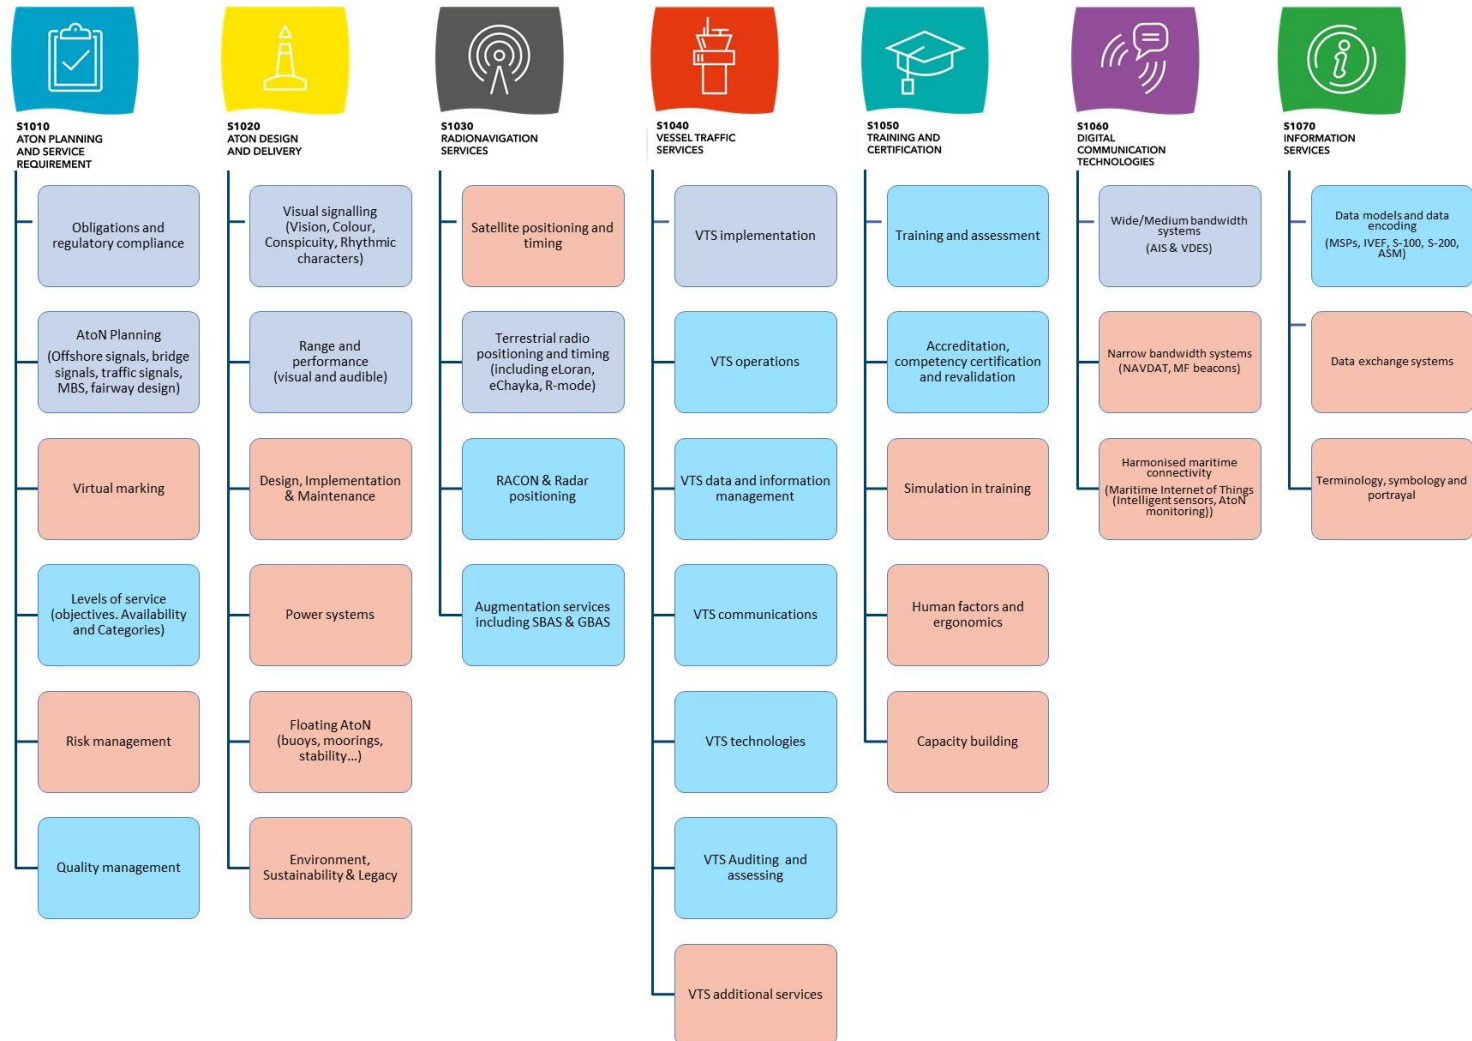 S1010
ATON PLANNING
AND SERVICE
REQUIREMENT
Obligations and
regulatory compliance
AtoN Planning
(Offshore signals, bridge
signals, traffic signals,
MBS, fairway design)
Virtual marking
Levels of service
(objectives. Availability
and Categories)
Risk management
Quality management
S1020
ATON DESIGN
AND DELIVERY
Visual signalling
(Vision, Colour,
Conspicuity, Rhythmic
characters)
Range and
performance
(visual and audible)
Design, Implementation
& Maintenance
Power systems
Floating AtoN
(buoys, moorings,
stability...)
Environment,
Sustainability & Legacy
S1030
RADIONAVIGATION
SERVICES
Satellite positioning and
timing
Terrestrial radio
positioning and timing
(including eLoran,
eChayka, R-mode)
RACON & Radar
positioning
Augmentation services
including SBAS & GBAS
S1040
VESSEL TRAFFIC
SERVICES
VTS implementation
VTS operations
VTS data and information
management
VTS communications
VTS technologies
VTS Auditing and
assessing
VTS additional services
S1050
TRAINING AND
CERTIFICATION
Training and assessment
Accreditation,
competency certification
and revalidation
Simulation in training
Human factors and
ergonomics
Capacity building
S1060
DIGITAL
COMMUNICATION
TECHNOLOGIES
Wide/Medium bandwidth
systems
(AIS & VDES)
Narrow bandwidth systems
(NAVDAT, MF beacons)
Harmonised maritime
connectivity
(Maritime Internet of Things
(Intelligent sensors, AtoN
monitoring))
S1070
INFORMATION
SERVICES
Data models and data
encoding
(MSPs, IVEF, S-100, S-200,
ASM)
Data exchange systems
Terminology, symbology and
portrayal